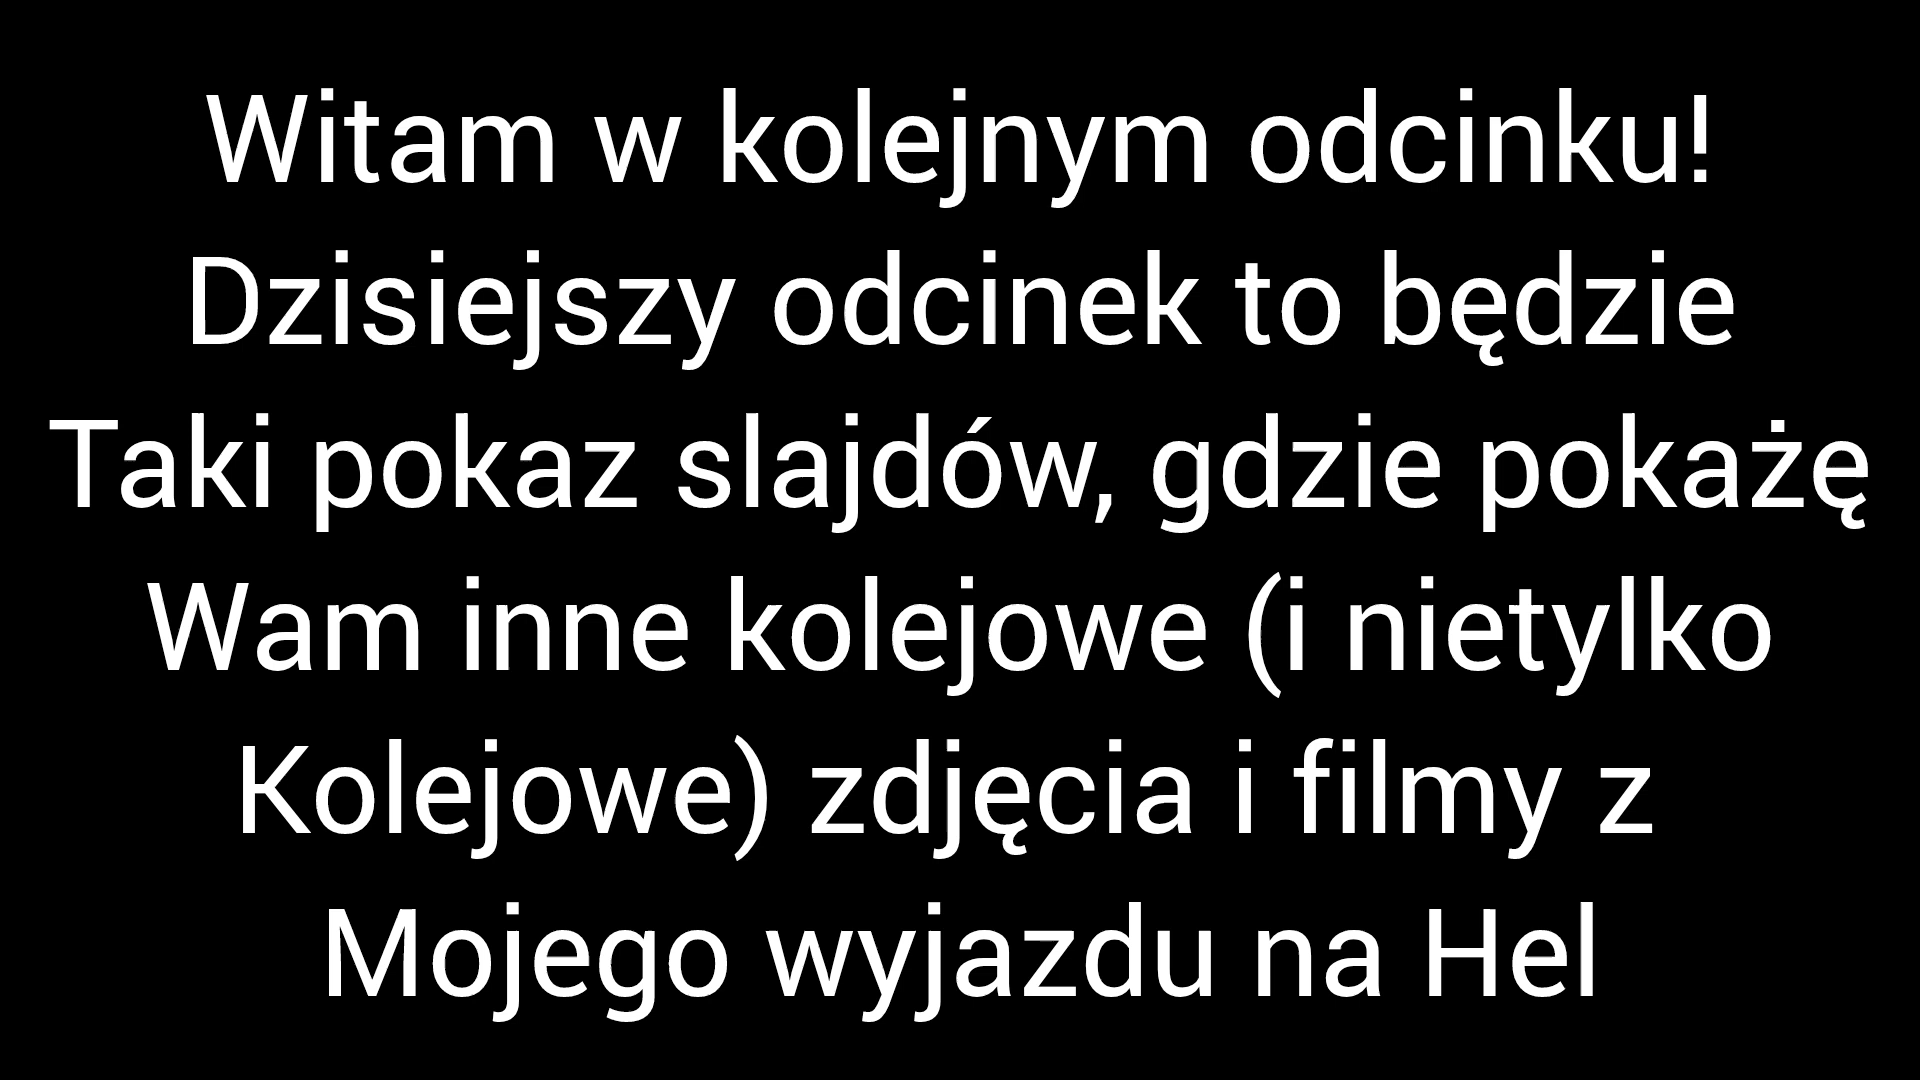 Witam w kolejnym odcinku!
Dzisiejszy odcinek to będzie
Taki pokaz slajdów, gdzie pokażę
Wam inne kolejowe (i nietylko
Kolejowe) zdjęcia i filmy z
Mojego wyjazdu na Hel